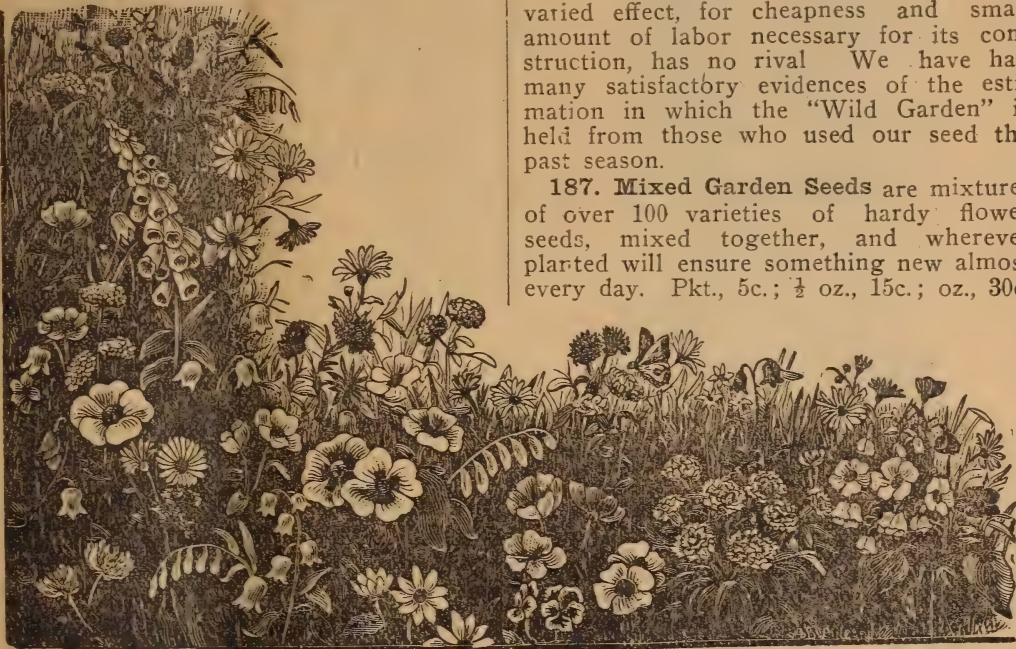 varied effect, for cheapness and sma
amount of labor necessary for its con
struction, has no rival We have ha
many satisfactory evidences of the esti
mation in which the "Wild Garden" i
held from those who used our seed th
past season.
187. Mixed Garden Seeds are mixture
of over 100 varieties of hardy flowe
seeds, mixed together, and whereve
planted will ensure something new almos
every day. Pkt., 5c.; ½ oz., 15c.; oz., 30c